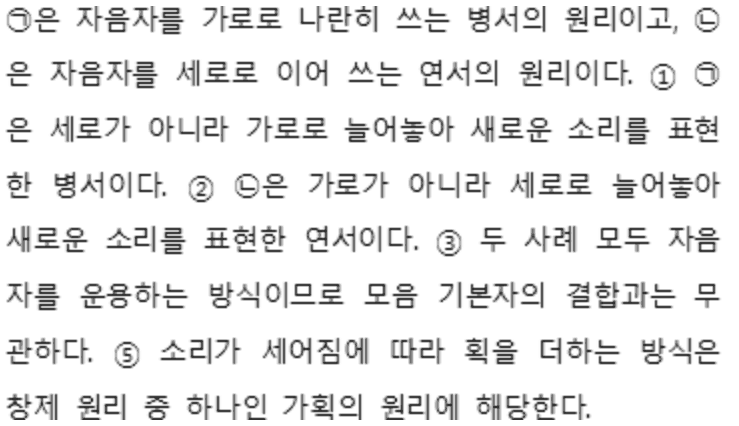 ㉠은 자음자를 가로로 나란히 쓰는 병서의 원리이고, ㉡
은 자음자를 세로로 이어 쓰는 연서의 원리이다. ① ㉠
은 세로가 아니라 가로로 늘어놓아 새로운 소리를 표현
한 병서이다. ② ㉡은 가로가 아니라 세로로 늘어놓아
새로운 소리를 표현한 연서이다. ③ 두 사례 모두 자음
자를 운용하는 방식이므로 모음 기본자의 결합과는 무
관하다. ⑤ 소리가 세어짐에 따라 획을 더하는 방식은
창제 원리 중 하나인 가획의 원리에 해당한다.